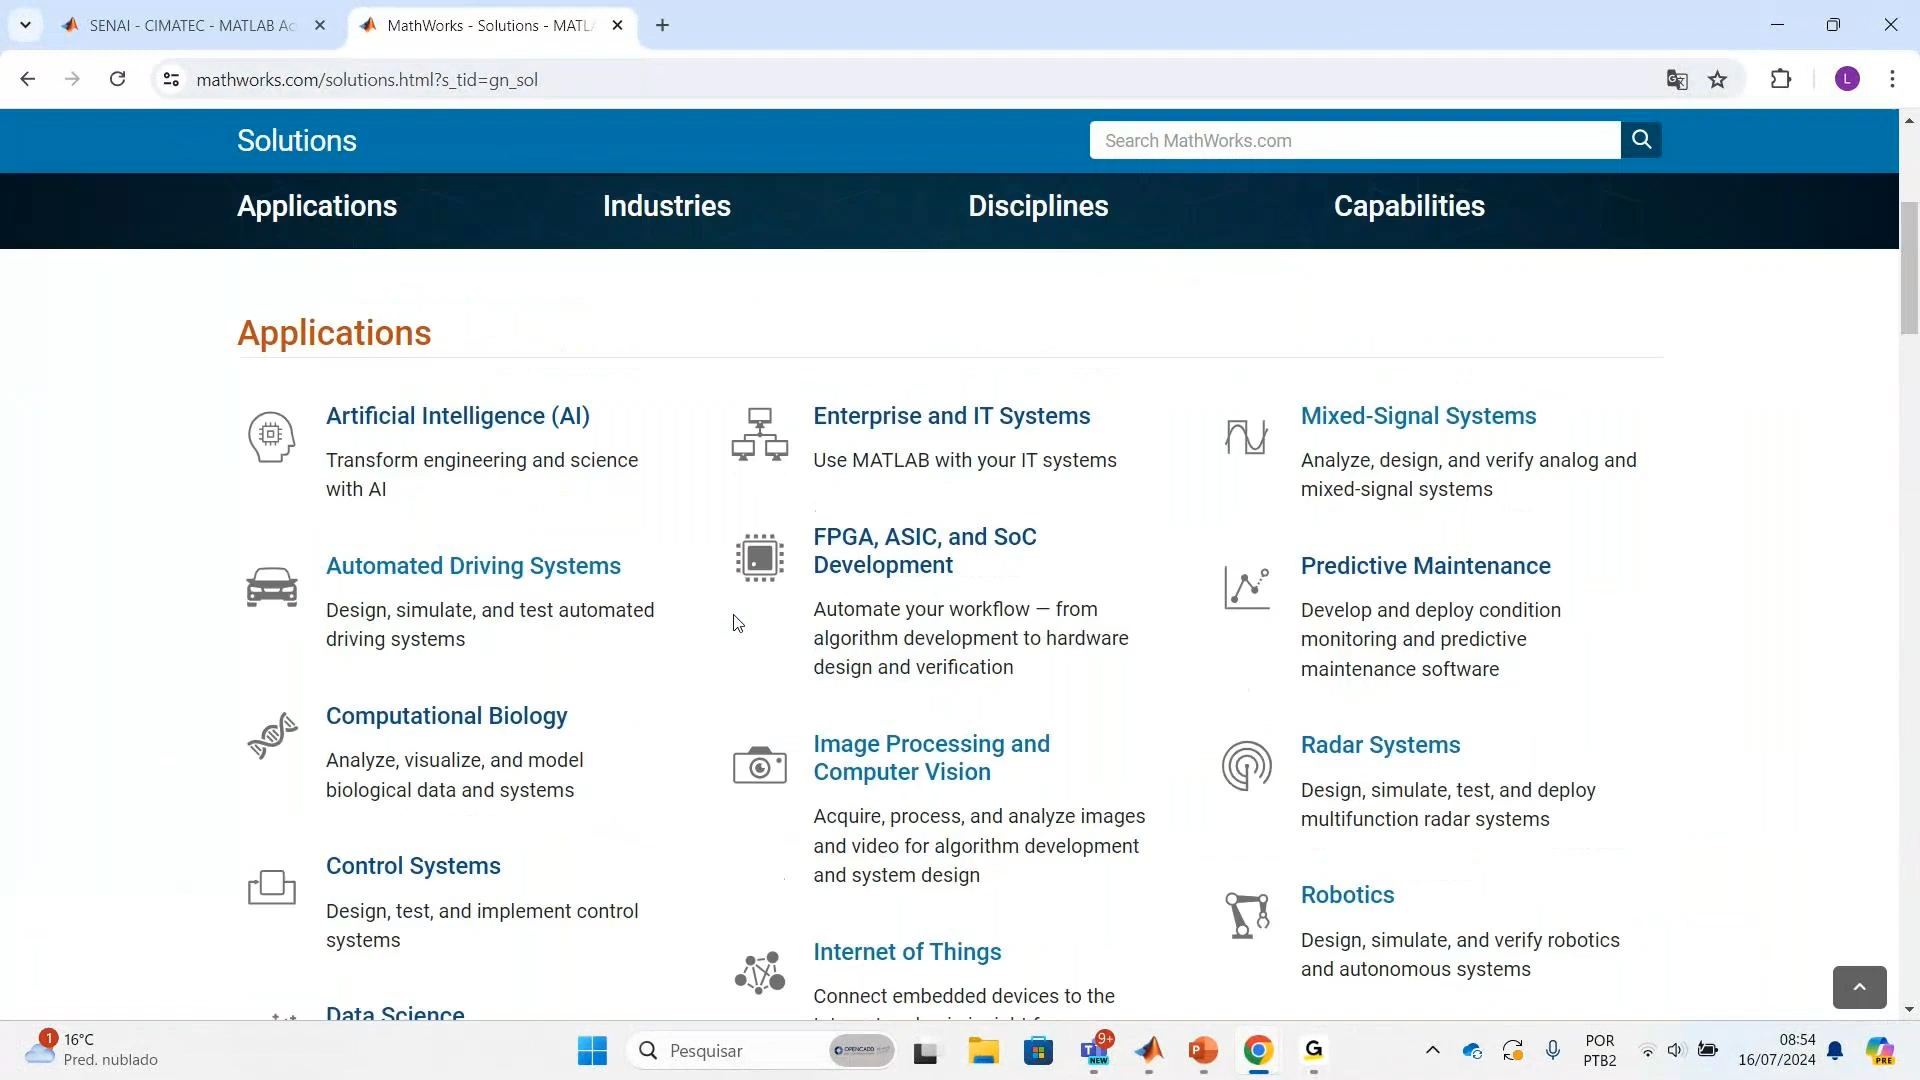 SENAI - CIMATEC - MATLAB Ac
MathWorks - Solutions - MATL
mathworks.com/solutions.html?s_tid=gn_sol
L
Solutions
Search MathWorks.com
Applications
Industries
Disciplines
Capabilities
Applications
Artificial Intelligence (AI)
Transform engineering and science
with AI
Automated Driving Systems
Design, simulate, and test automated
driving systems
Computational Biology
Analyze, visualize, and model
biological data and systems
Control Systems
Design, test, and implement control
systems
Data Science
Enterprise and IT Systems
Use MATLAB with your IT systems
FPGA, ASIC, and SoC
Development
Automate your workflow — from
algorithm development to hardware
design and verification
Image Processing and
Computer Vision
Acquire, process, and analyze images
and video for algorithm development
and system design
Internet of Things
Connect embedded devices to the
Mixed-Signal Systems
Analyze, design, and verify analog and
mixed-signal systems
Predictive Maintenance
Develop and deploy condition
monitoring and predictive
maintenance software
Radar Systems
Design, simulate, test, and deploy
multifunction radar systems
Robotics
Design, simulate, and verify robotics
and autonomous systems
1
16°C
Pred. nublado
Pesquisar
OPENCADD
9+
NEW
G
POR
PTB2
08:54
16/07/2024
PRE